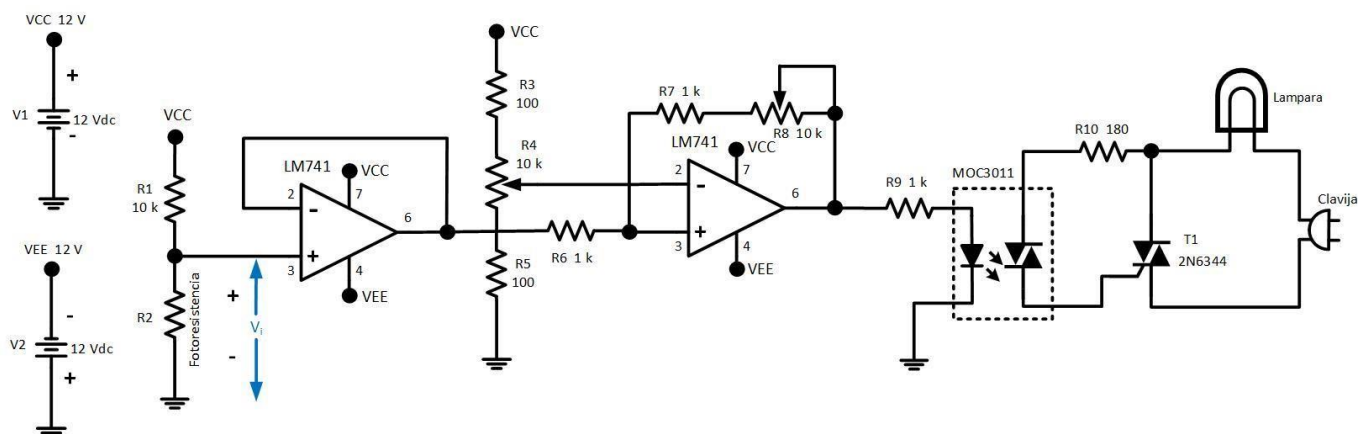 VCC 12 V
+
V1
12 Vdc
-
VEE 12 V
-
V2
12 Vdc
+
VCC
R1
10 k
R2
Fotoresistencia
+
Vi
-
LM741
VCC
2
-
7
6
+
3
4
VEE
VCC
R3
100
R4
10 k
R5
100
R6 1 k
R7 1 k
R8 10 k
LM741
VCC
2
-
7
6
+
3
4
VEE
R9 1 k
MOC3011
R10 180
T1
2N6344
Lampara
Clavija